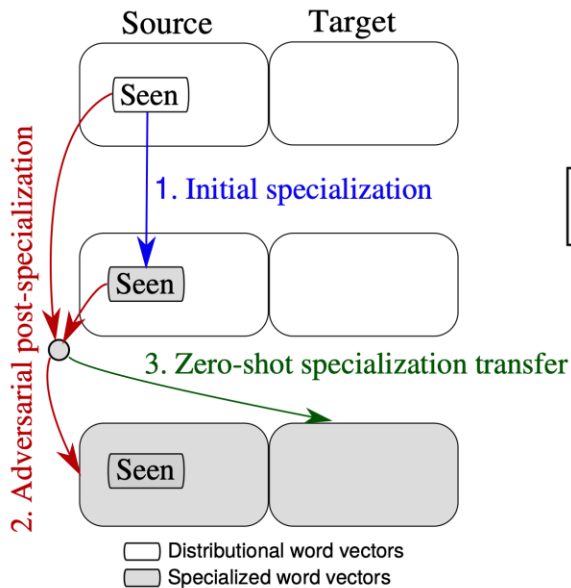 Source
Target
Seen
1. Initial specialization
Seen
2. Adversarial post-specialization
3. Zero-shot specialization transfer
Seen
Distributional word vectors
Specialized word vectors